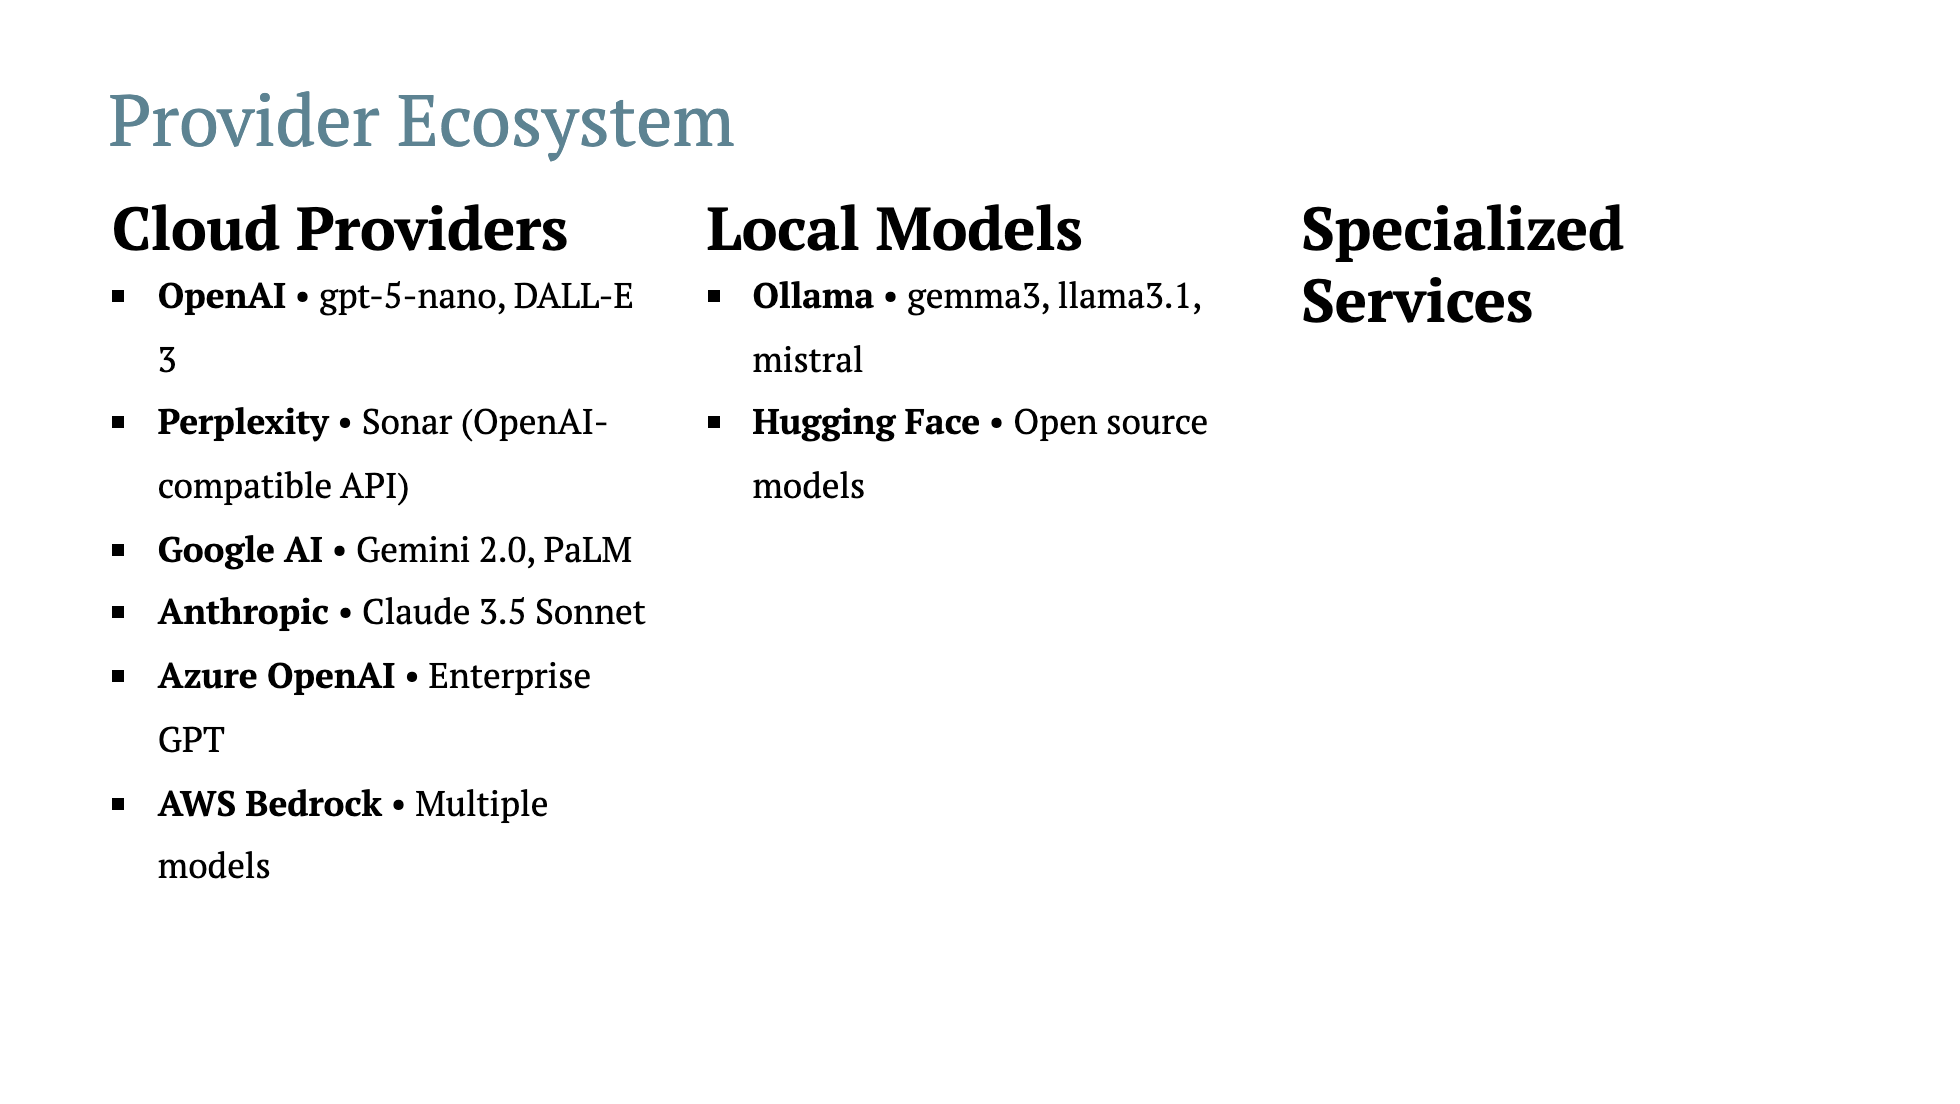 Provider Ecosystem
Cloud Providers
▪ OpenAI • gpt-5-nano, DALL-E
3
▪ Perplexity • Sonar (OpenAI-
compatible API)
▪ Google AI • Gemini 2.0, PaLM
▪ Anthropic • Claude 3.5 Sonnet
▪ Azure OpenAI • Enterprise
GPT
▪ AWS Bedrock • Multiple
models
Local Models
▪ Ollama • gemma3, llama3.1,
mistral
▪ Hugging Face • Open source
models
Specialized
Services